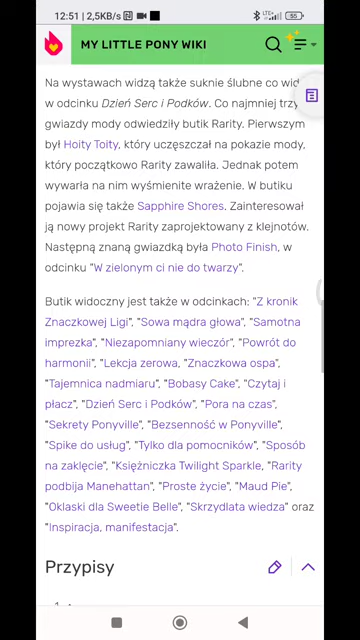 12:51 | 2,5KB/s
55
MY LITTLE PONY WIKI
Na wystawach widzą także suknie ślubne co wid
w odcinku Dzień Serc i Podków. Co najmniej trzy
gwiazdy mody odwiedziły butik Rarity. Pierwszym
był Hoity Toity, który uczęszczał na pokazie mody,
który początkowo Rarity zawaliła. Jednak potem
wywarła na nim wyśmienite wrażenie. W butiku
pojawia się także Sapphire Shores. Zainteresował
ją nowy projekt Rarity zaprojektowany z klejnotów.
Następną znaną gwiazdką była Photo Finish, w
odcinku "W zielonym ci nie do twarzy".
Butik widoczny jest także w odcinkach: "Z kronik
Znaczkowej Ligi", "Sowa mądra głowa", "Samotna
imprezka", "Niezapomniany wieczór", "Powrót do
harmonii", "Lekcja zerowa, "Znaczkowa ospa",
"Tajemnica nadmiaru", "Bobasy Cake", "Czytaj i
płacz", "Dzień Serc i Podków", "Pora na czas",
"Sekrety Ponyville", "Bezsenność w Ponyville",
"Spike do usług", "Tylko dla pomocników", "Sposób
na zaklęcie", "Księżniczka Twilight Sparkle, "Rarity
podbija Manehattan", "Proste życie", "Maud Pie",
"Oklaski dla Sweetie Belle", "Skrzydlata wiedza" oraz
"Inspiracja, manifestacja".
Przypisy